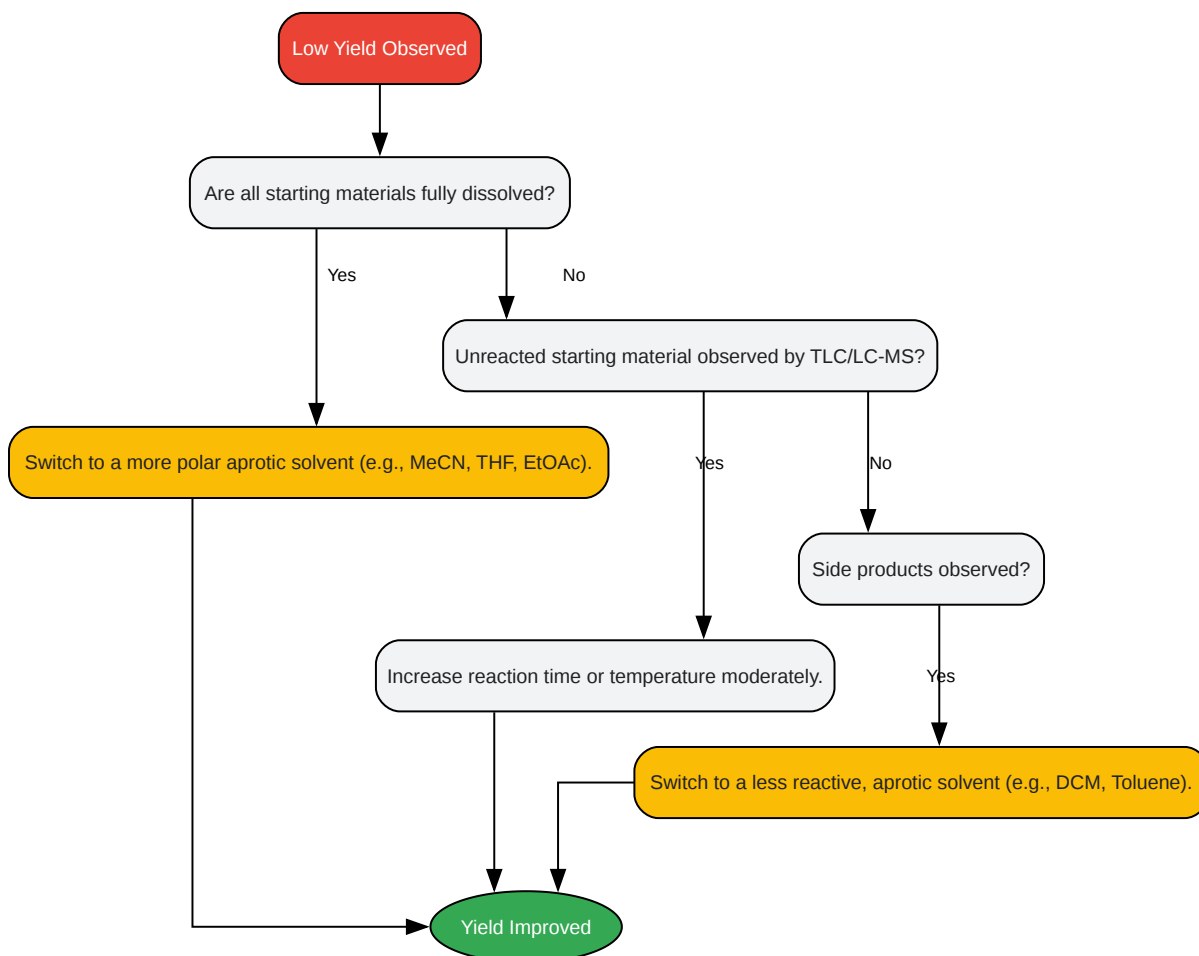 Low Yield Observed
Are all starting materials fully dissolved?
Yes
No
Unreacted starting material observed by TLC/LC-MS?
Switch to a more polar aprotic solvent (e.g., MeCN, THF, EtOAc).
Yes
No
Side products observed?
Increase reaction time or temperature moderately.
Yes
Switch to a less reactive, aprotic solvent (e.g., DCM, Toluene).
Yield Improved